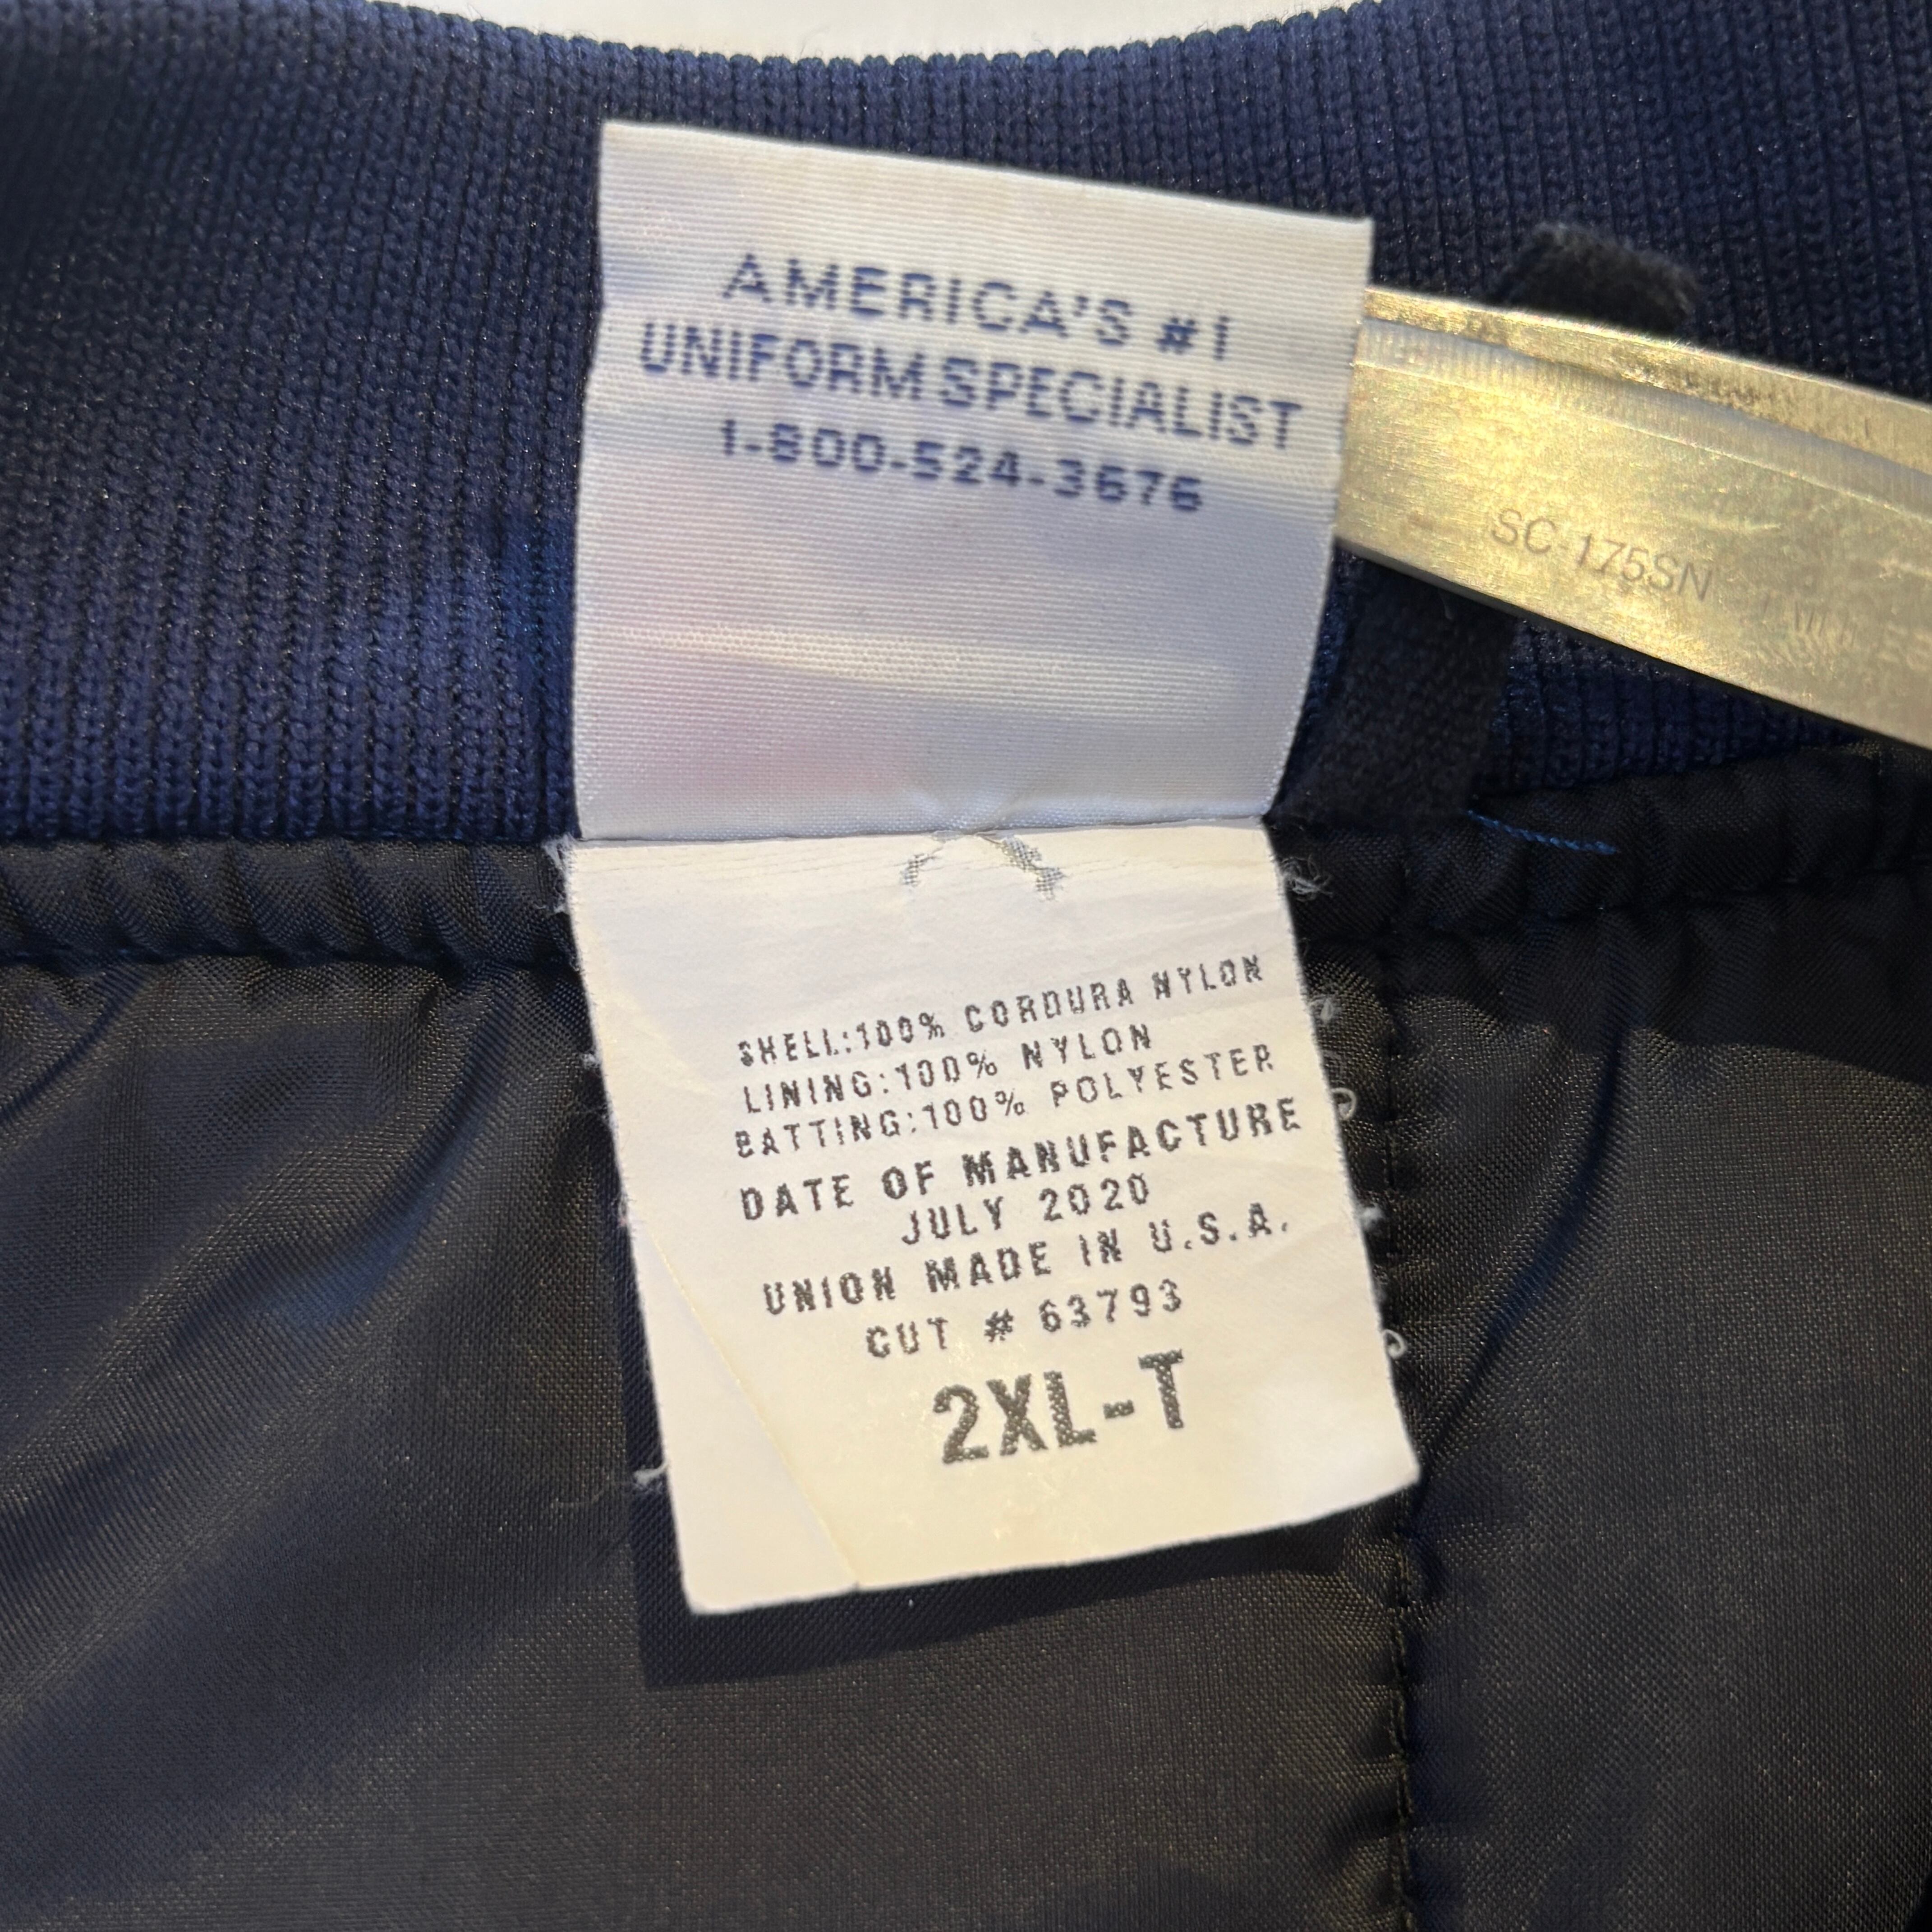 AMERICA'S #1
UNIFORM SPECIALIST
1-800-524-3676
SC-175SN
SHELL:100% CORDURA NYLON
LINING:100% NYLON
BATTING:100% POLYESTER
DATE OF MANUFACTURE
JULY 2020
UNION MADE IN U.S.A.
CUT # 63793
2XL-T